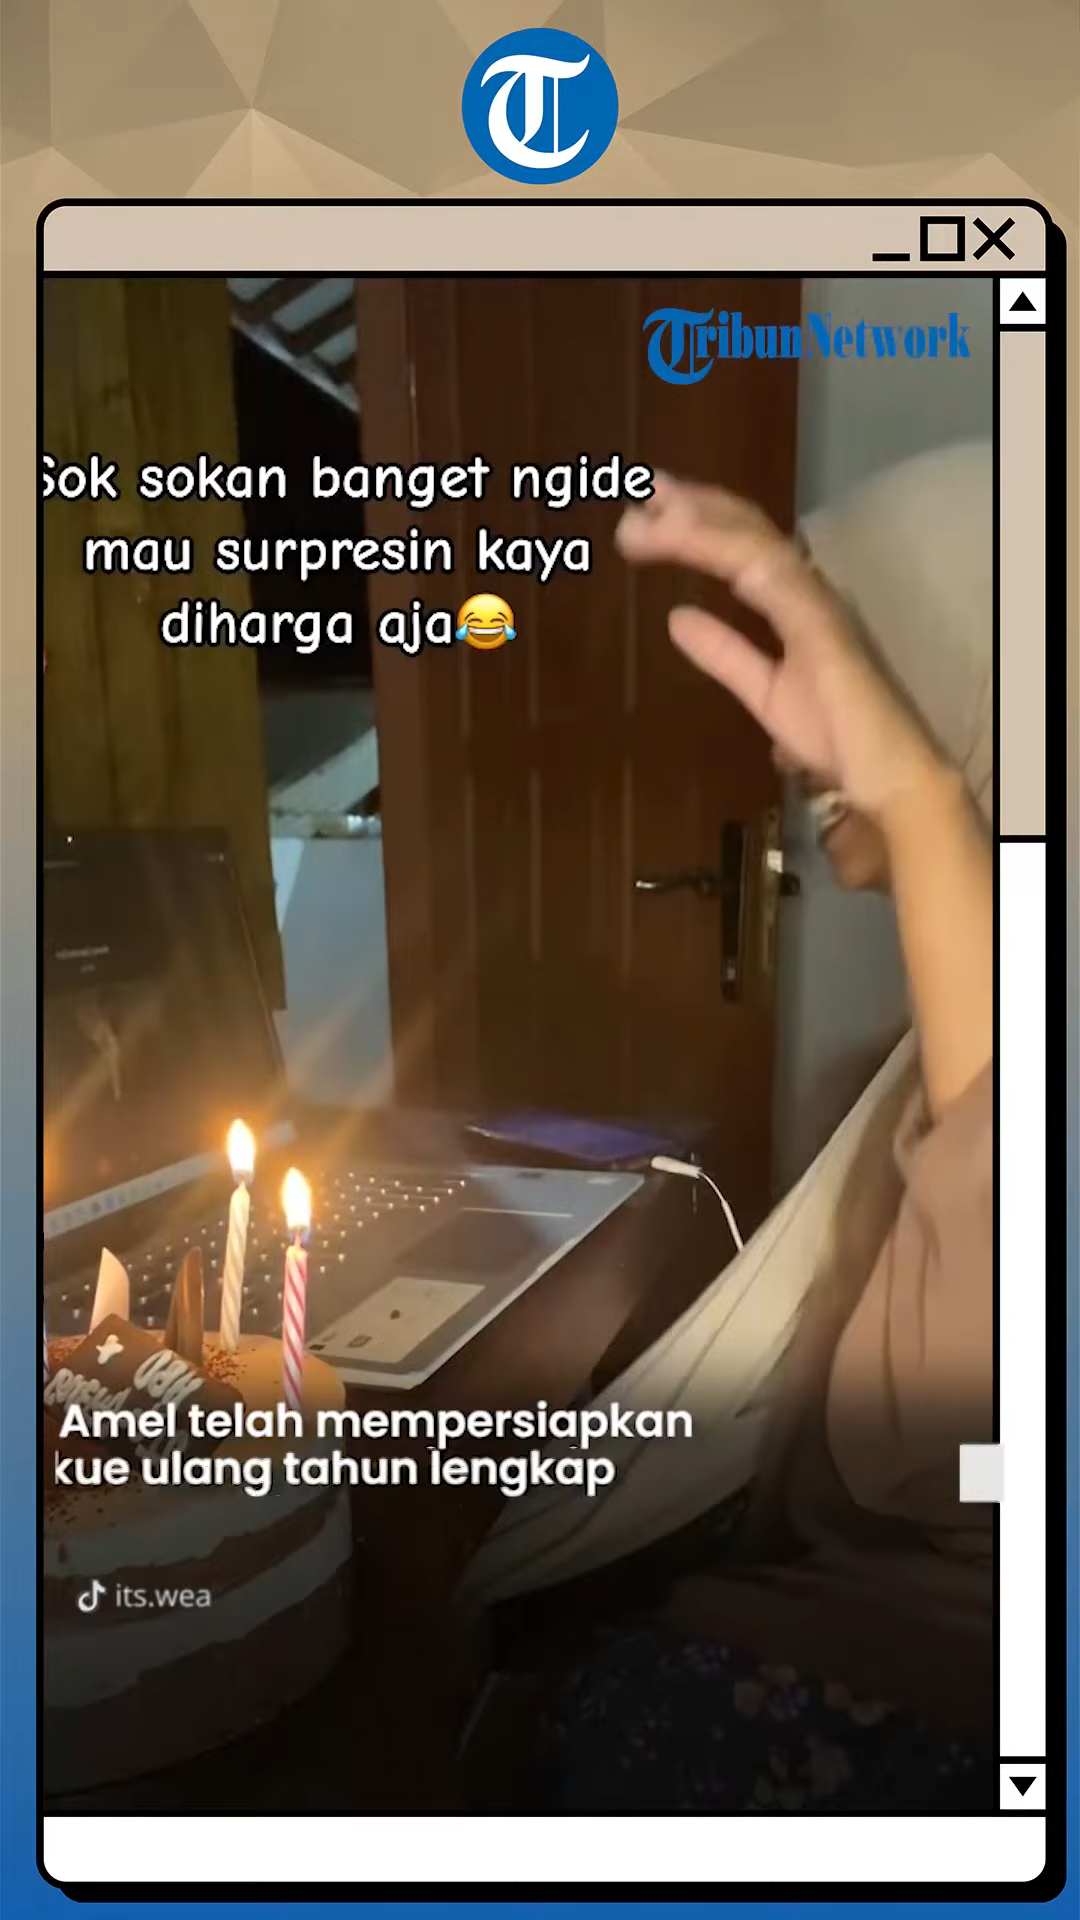 T
TribunNetwork
Sok sokan banget ngide
mau surpresin kaya
diharga aja😂
Amel telah mempersiapkan
kue ulang tahun lengkap
its.wea